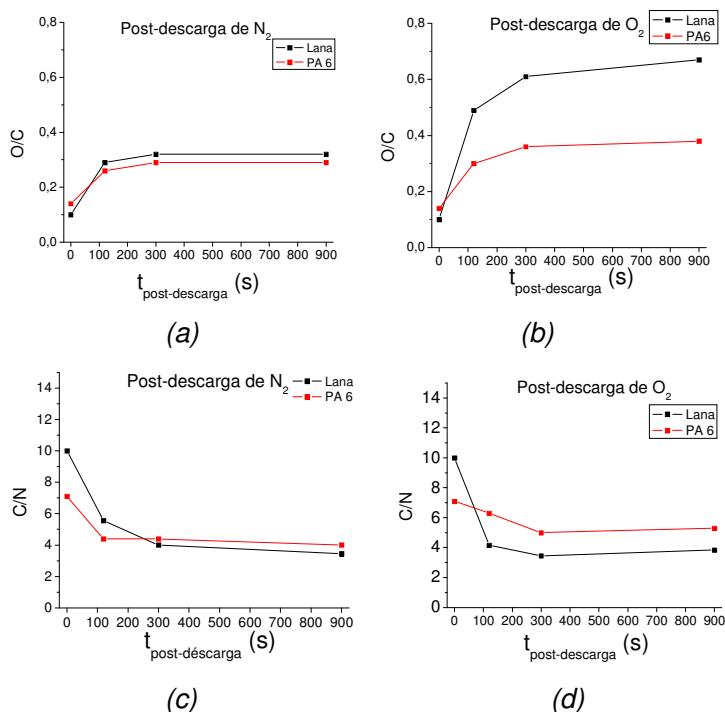 Post-descarga de N2
Lana
PA 6
0,8
0,6
0,4
0,2
0,0
O/C
0 100 200 300 400 500 600 700 800 900
tpost-descarga (s)
(a)
Post-descarga de O2
Lana
PA6
0,8
0,6
0,4
0,2
0,0
O/C
0 100 200 300 400 500 600 700 800 900
tpost-descarga (s)
(b)
Post-descarga de N2
Lana
PA 6
14
12
10
8
6
4
2
0
C/N
0 100 200 300 400 500 600 700 800 900
tpost-déscarga (s)
(c)
Post-descarga de O2
Lana
PA 6
14
12
10
8
6
4
2
0
C/N
0 100 200 300 400 500 600 700 800 900
tpost-descarga (s)
(d)